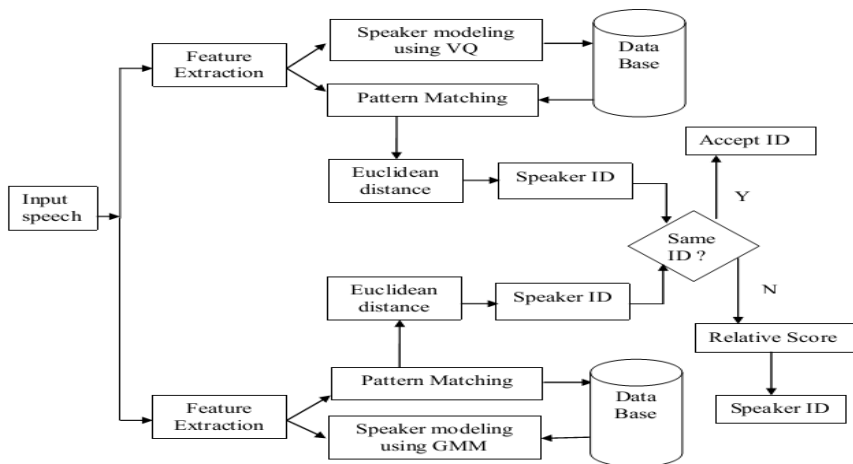 Feature
Extraction
Speaker modeling
using VQ
Data
Base
Pattern Matching
Accept ID
Euclidean
distance
Speaker ID
Input
speech
Y
Same
ID ?
Euclidean
distance
Speaker ID
N
Relative Score
Pattern Matching
Data
Base
Feature
Extraction
Speaker modeling
using GMM
Speaker ID